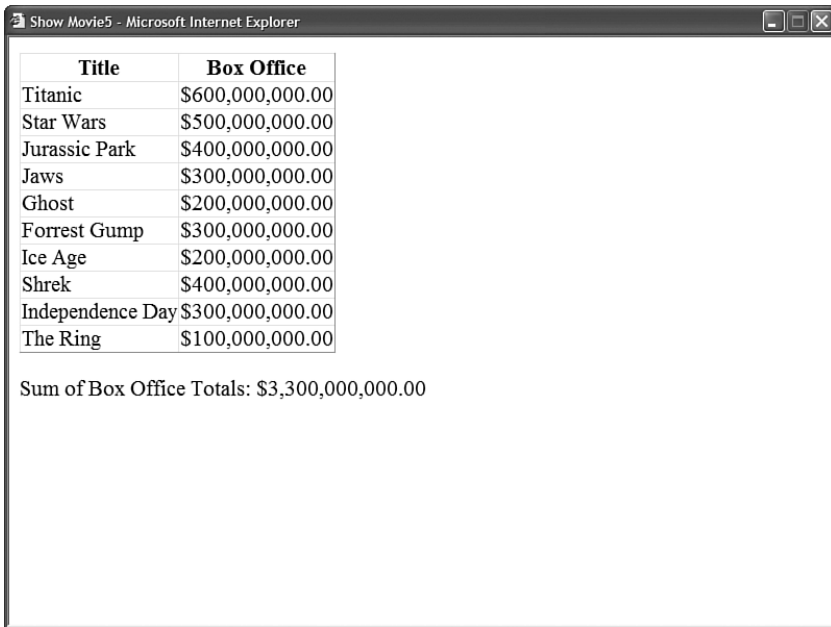 Show Movie5 - Microsoft Internet Explorer
Title Box Office
Titanic $600,000,000.00
Star Wars $500,000,000.00
Jurassic Park $400,000,000.00
Jaws $300,000,000.00
Ghost $200,000,000.00
Forrest Gump $300,000,000.00
Ice Age $200,000,000.00
Shrek $400,000,000.00
Independence Day $300,000,000.00
The Ring $100,000,000.00
Sum of Box Office Totals: $3,300,000,000.00